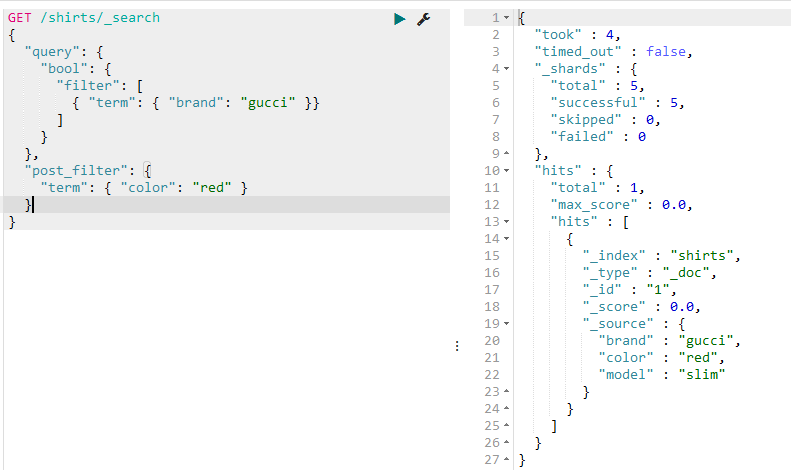 GET /shirts/_search
{
  "query": {
    "bool": {
      "filter": [
        { "term": { "brand": "gucci" }}
      ]
    }
  },
  "post_filter": {
    "term": { "color": "red" }
  }
}
1 {
2   "took" : 4,
3   "timed_out" : false,
4   "_shards" : {
5     "total" : 5,
6     "successful" : 5,
7     "skipped" : 0,
8     "failed" : 0
9   },
10   "hits" : {
11     "total" : 1,
12     "max_score" : 0.0,
13     "hits" : [
14       {
15         "_index" : "shirts",
16         "_type" : "_doc",
17         "_id" : "1",
18         "_score" : 0.0,
19         "_source" : {
20           "brand" : "gucci",
21           "color" : "red",
22           "model" : "slim"
23         }
24       }
25     ]
26   }
27 }